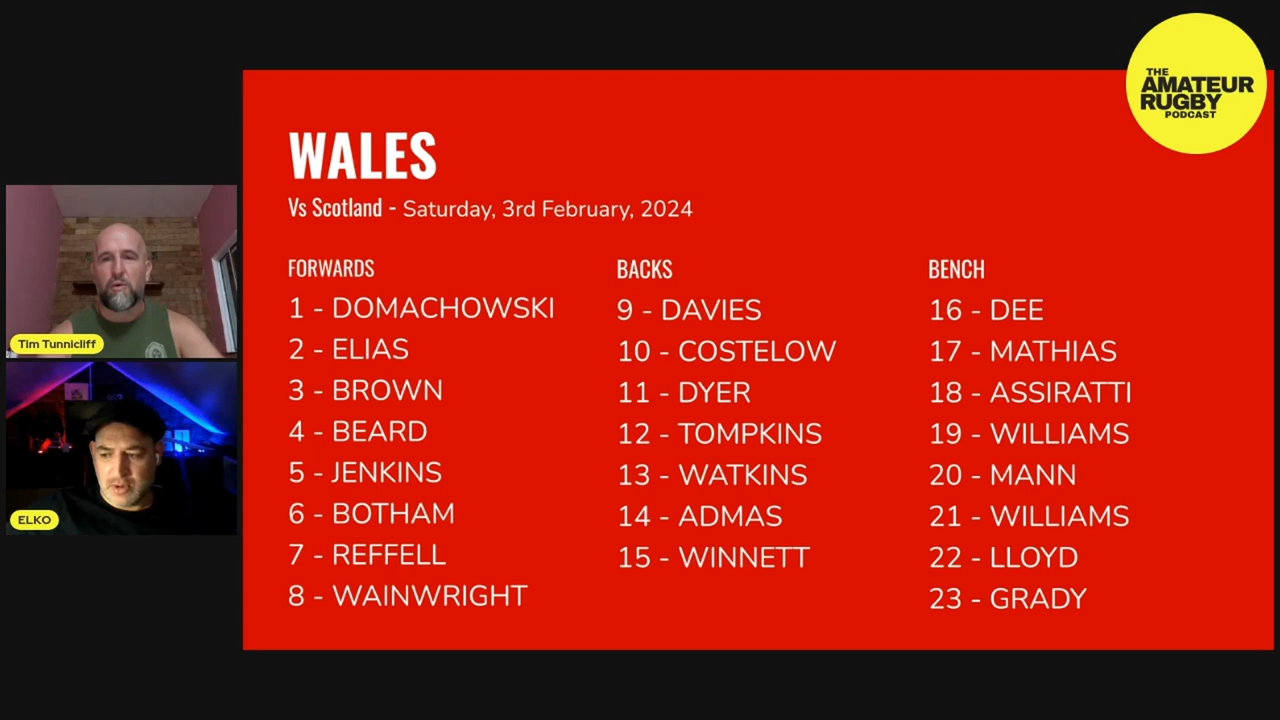 THE
AMATEUR
RUGBY
PODCAST
WALES
Vs Scotland - Saturday, 3rd February, 2024
FORWARDS
1 - DOMACHOWSKI
2 - ELIAS
3 - BROWN
4 - BEARD
5 - JENKINS
6 - BOTHAM
7 - REFFELL
8 - WAINWRIGHT
BACKS
9 - DAVIES
10 - COSTELOW
11 - DYER
12 - TOMPKINS
13 - WATKINS
14 - ADMAS
15 - WINNETT
BENCH
16 - DEE
17 - MATHIAS
18 - ASSIRATTI
19 - WILLIAMS
20 - MANN
21 - WILLIAMS
22 - LLOYD
23 - GRADY
Tim Tunnicliff
ELKO